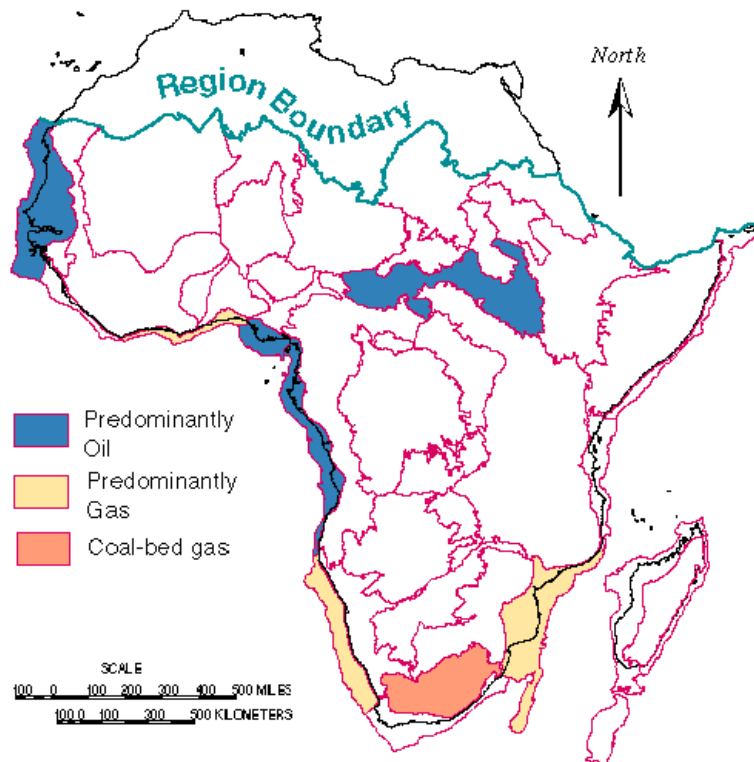 North
Region Boundary
Predominantly
Oil
Predominantly
Gas
Coal-bed gas
SCALE
100 0 100 200 300 400 500 MILES
100 0 100 300 500 KILONETERS